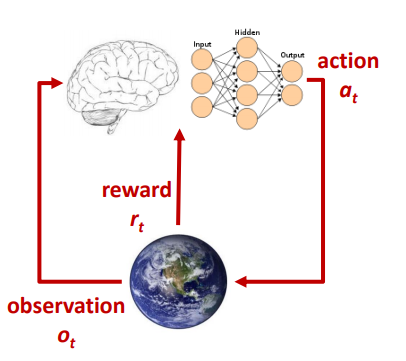 Input
Hidden
Output
action
a_t
reward
r_t
observation
o_t